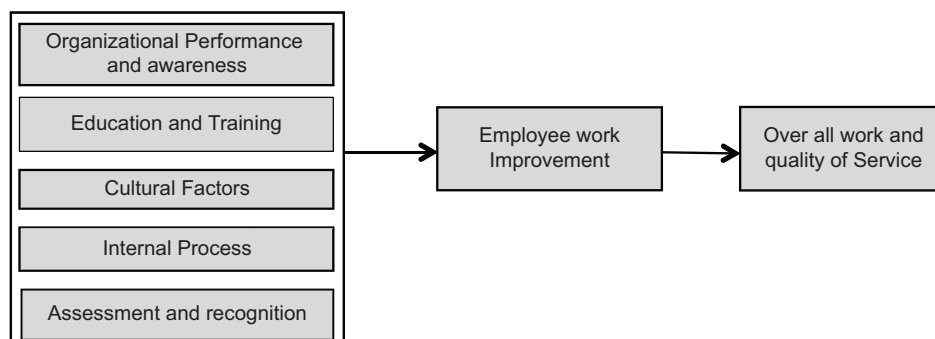 Organizational Performance
and awareness
Education and Training
Cultural Factors
Internal Process
Assessment and recognition
Employee work
Improvement
Over all work and
quality of Service